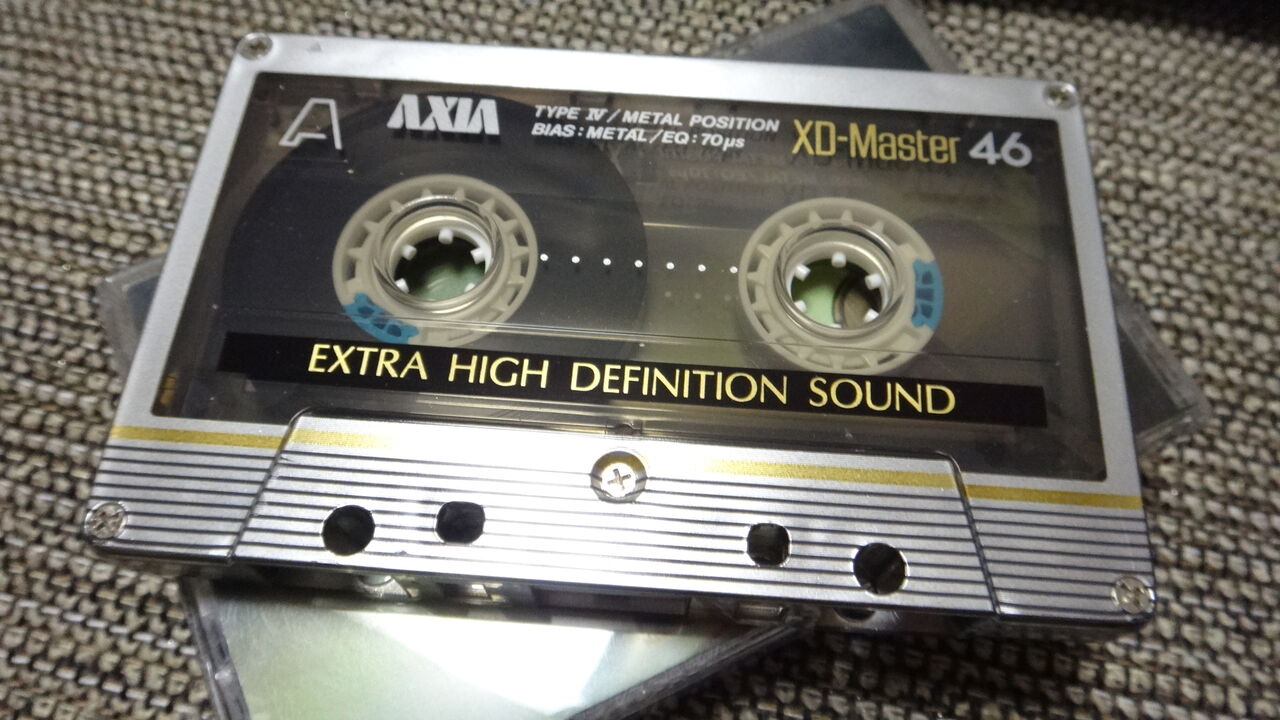 A
AXIA
TYPE IV / METAL POSITION
BIAS : METAL / EQ : 70µs
XD-Master 46
EXTRA HIGH DEFINITION SOUND